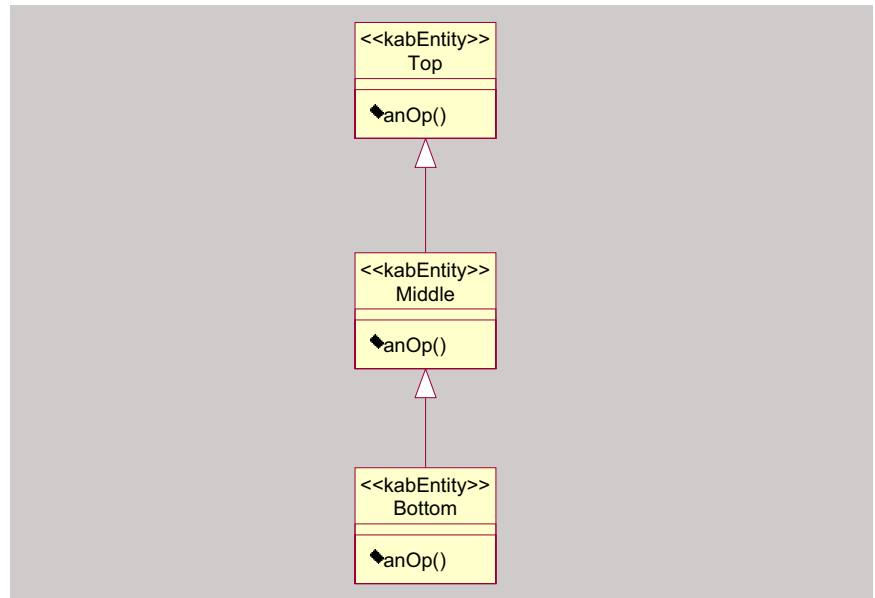 <<kabEntity>>
Top
anOp()
<<kabEntity>>
Middle
anOp()
<<kabEntity>>
Bottom
anOp()